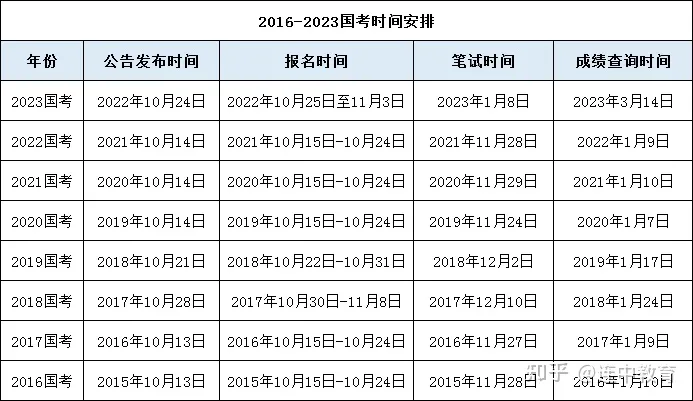 2016-2023国考时间安排
年份 公告发布时间 报名时间 笔试时间 成绩查询时间
2023国考 2022年10月24日 2022年10月25日至11月3日 2023年1月8日 2023年3月14日
2022国考 2021年10月14日 2021年10月15日-10月24日 2021年11月28日 2022年1月9日
2021国考 2020年10月14日 2020年10月15日-10月24日 2020年11月29日 2021年1月10日
2020国考 2019年10月14日 2019年10月15日-10月24日 2019年11月24日 2020年1月7日
2019国考 2018年10月21日 2018年10月22日-10月31日 2018年12月2日 2019年1月17日
2018国考 2017年10月28日 2017年10月30日-11月8日 2017年12月10日 2018年1月24日
2017国考 2016年10月13日 2016年10月15日-10月24日 2016年11月27日 2017年1月9日
2016国考 2015年10月13日 2015年10月15日-10月24日 2015年11月28日 2016年1月10日
知乎 @连中教育